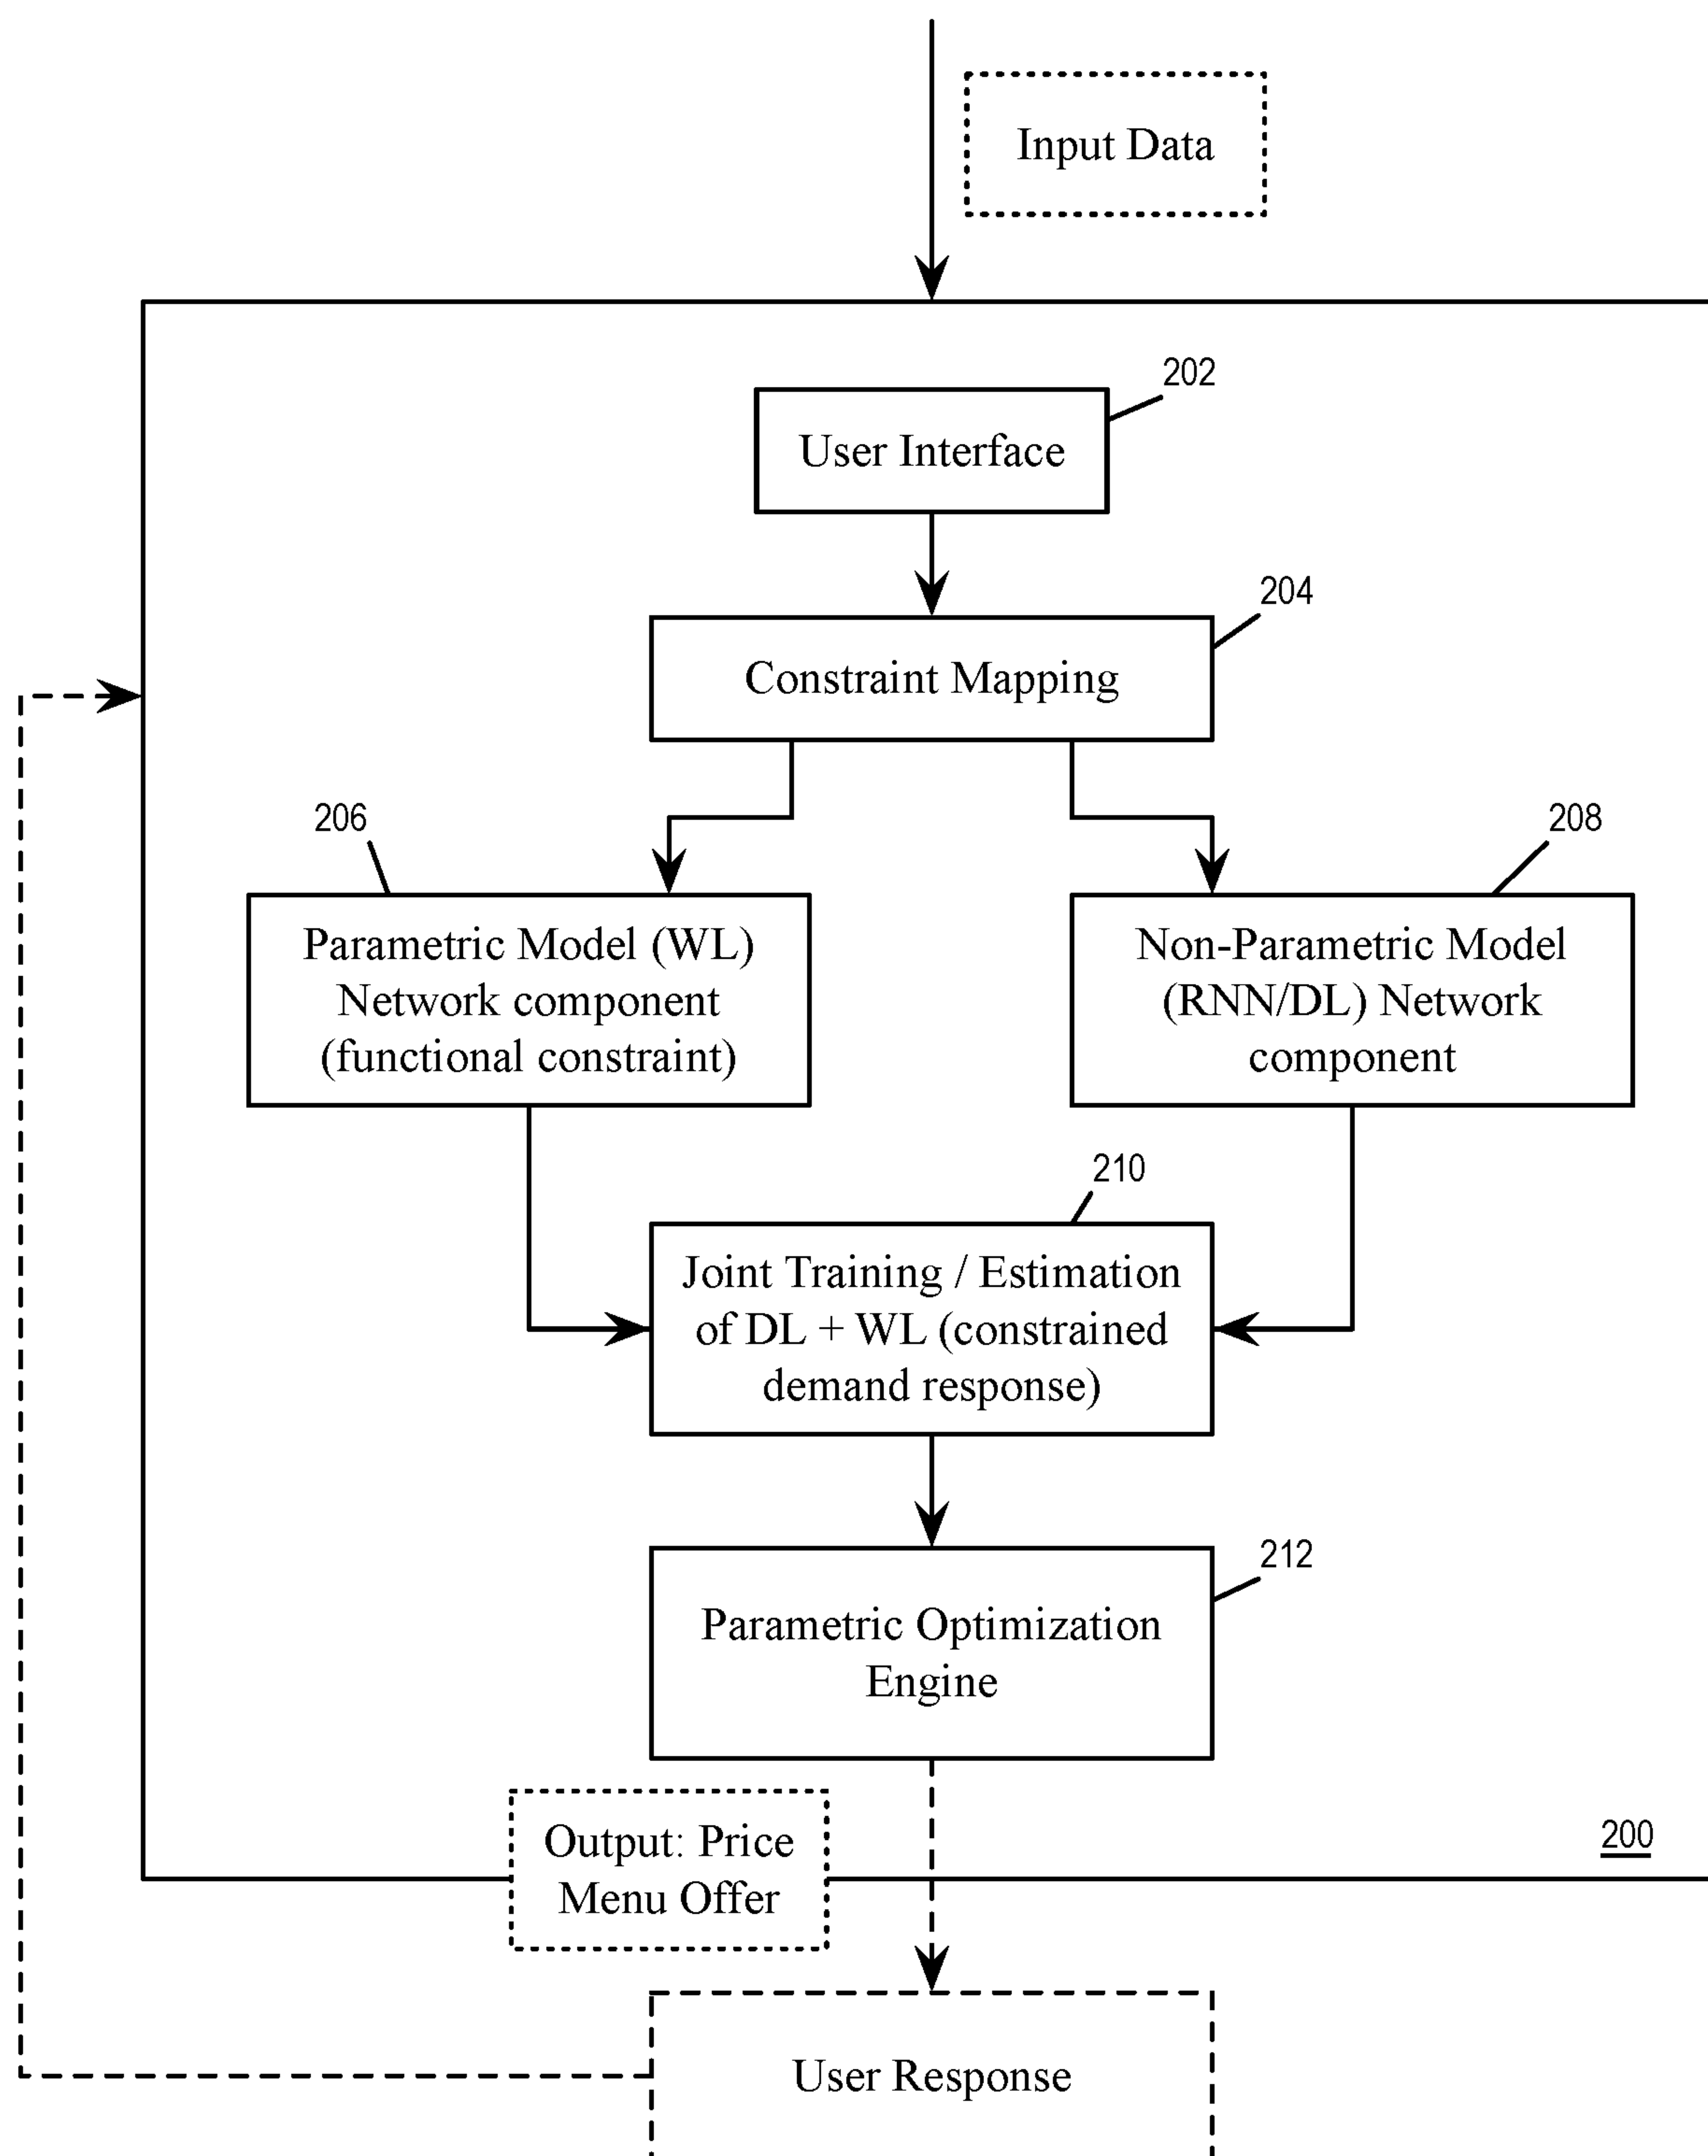 Input Data
202
User Interface
204
Constraint Mapping
206
208
Parametric Model (WL)
Network component
(functional constraint)
Non-Parametric Model
(RNN/DL) Network
component
210
Joint Training / Estimation
of DL + WL (constrained
demand response)
212
Parametric Optimization
Engine
Output: Price
Menu Offer
200
User Response